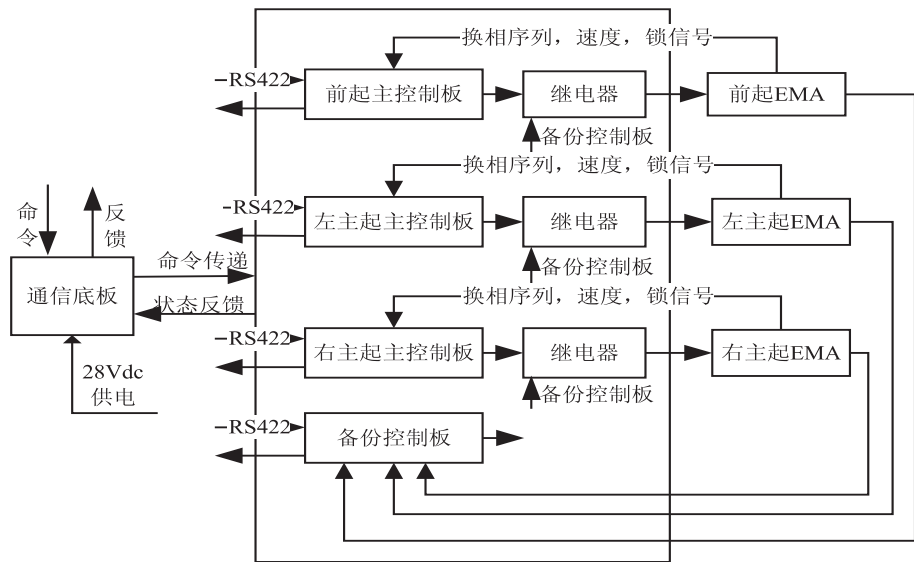 换相序列，速度，锁信号
RS422
前起主控制板
继电器
前起EMA
备份控制板
换相序列，速度，锁信号
命令
反馈
RS422
左主起主控制板
继电器
左主起EMA
备份控制板
命令传递
通信底板
状态反馈
换相序列，速度，锁信号
RS422
右主起主控制板
继电器
右主起EMA
28Vdc
供电
备份控制板
RS422
备份控制板